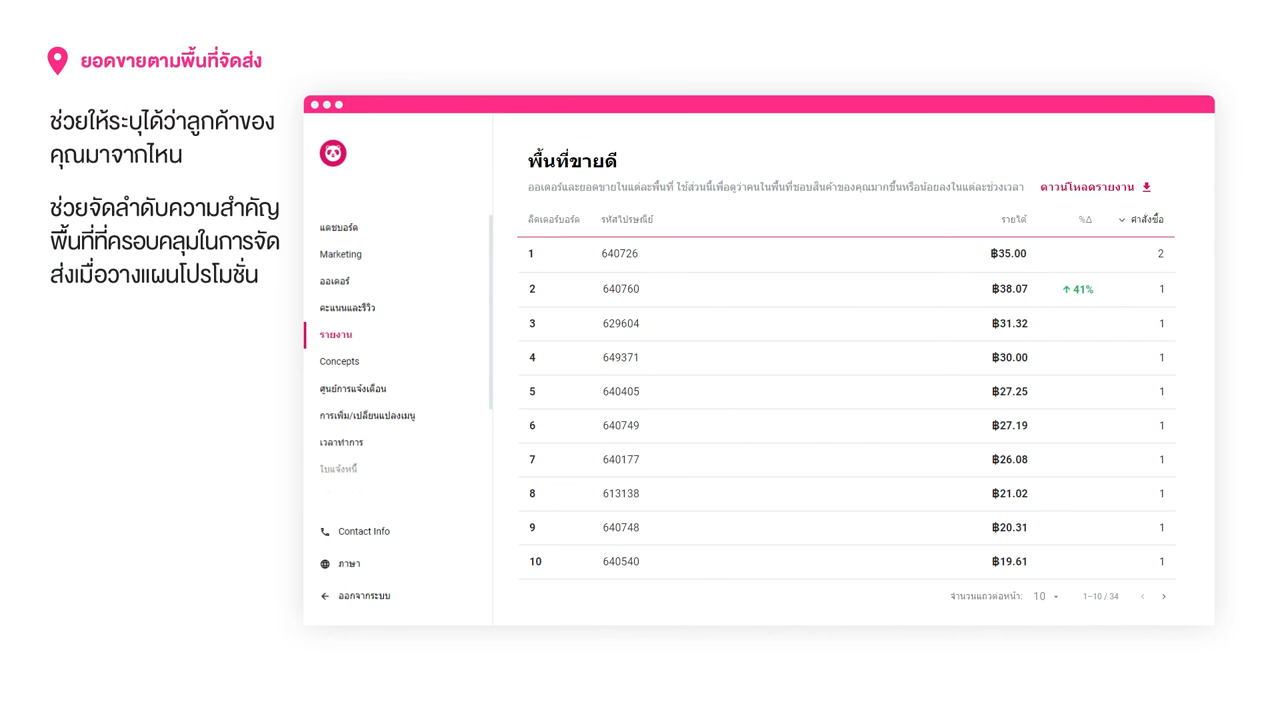 ยอดขายตามพื้นที่จัดส่ง
ช่วยให้ระบุได้ว่าลูกค้าของ
คุณมาจากไหน
ช่วยจัดลำดับความสำคัญ
พื้นที่ที่ครอบคลุมในการจัด
ส่งเมื่อวางแผนโปรโมชั่น
แดชบอร์ด
Marketing
ออเดอร์
คะแนนและรีวิว
รายงาน
Concepts
ศูนย์การแจ้งเตือน
การเพิ่ม/เปลี่ยนแปลงเมนู
เวลาทำการ
ใบแจ้งหนี้
Contact Info
ภาษา
ออกจากระบบ
พื้นที่ขายดี
ออเดอร์และยอดขายในแต่ละพื้นที่ ใช้ส่วนนี้เพื่อดูว่าคนในพื้นที่ชอบสินค้าของคุณมากขึ้นหรือน้อยลงในแต่ละช่วงเวลา ดาวน์โหลดรายงาน
ลีดเดอร์บอร์ด รหัสไปรษณีย์ รายได้ %Δ คำสั่งซื้อ
1 640726 ฿35.00 2
2 640760 ฿38.07 ↑ 41% 1
3 629604 ฿31.32 1
4 649371 ฿30.00 1
5 640405 ฿27.25 1
6 640749 ฿27.19 1
7 640177 ฿26.08 1
8 613138 ฿21.02 1
9 640748 ฿20.31 1
10 640540 ฿19.61 1
จำนวนแถวต่อหน้า: 10 1–10 / 34